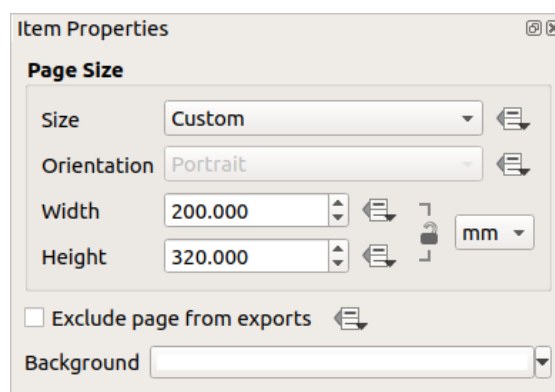 Item Properties
Page Size
Size Custom
Orientation Portrait
Width 200.000
mm
Height 320.000
Exclude page from exports
Background